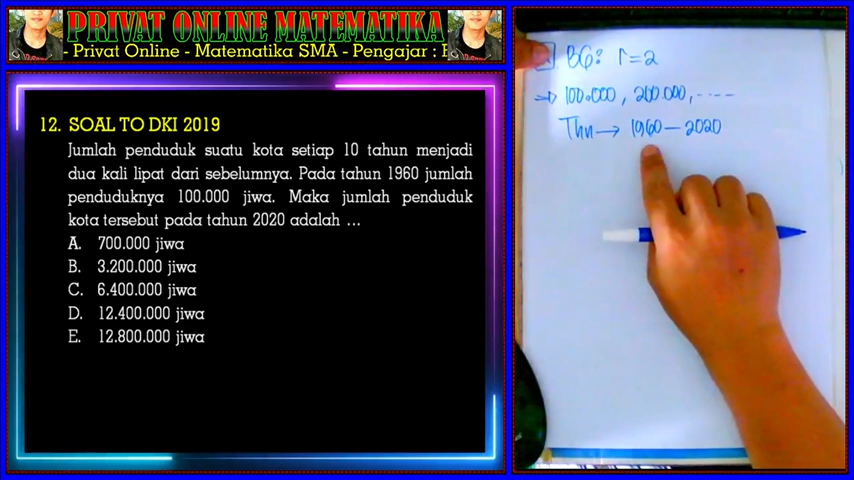 PRIVAT ONLINE MATEMATIKA
- Privat Online - Matematika SMA - Pengajar :
12. SOAL TO DKI 2019
Jumlah penduduk suatu kota setiap 10 tahun menjadi
dua kali lipat dari sebelumnya. Pada tahun 1960 jumlah
penduduknya 100.000 jiwa. Maka jumlah penduduk
kota tersebut pada tahun 2020 adalah ...
A. 700.000 jiwa
B. 3.200.000 jiwa
C. 6.400.000 jiwa
D. 12.400.000 jiwa
E. 12.800.000 jiwa
BG: r=2
→ 100.000, 200.000, ....
Thn → 1960 - 2020